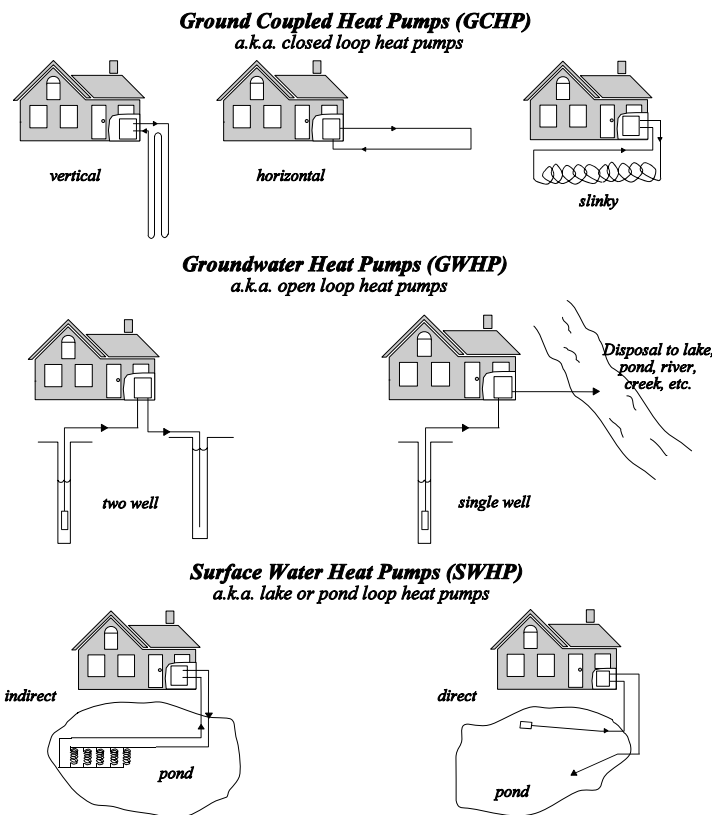 Ground Coupled Heat Pumps (GCHP)
a.k.a. closed loop heat pumps
vertical
horizontal
slinky
Groundwater Heat Pumps (GWHP)
a.k.a. open loop heat pumps
Disposal to lake,
pond, river,
creek, etc.
two well
single well
Surface Water Heat Pumps (SWHP)
a.k.a. lake or pond loop heat pumps
indirect
direct
pond
pond